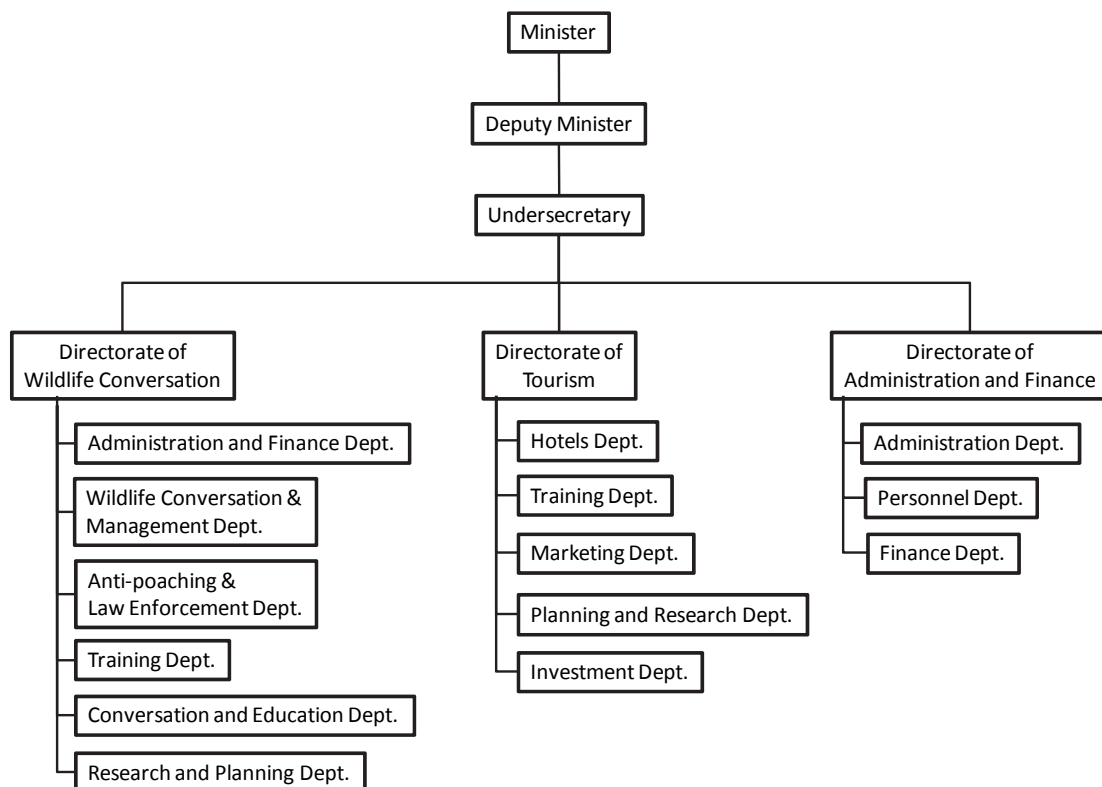 Minister
Deputy Minister
Undersecretary
Directorate of
Wildlife Conversation
Administration and Finance Dept.
Wildlife Conversation &
Management Dept.
Anti-poaching &
Law Enforcement Dept.
Training Dept.
Conversation and Education Dept.
Research and Planning Dept.
Directorate of
Tourism
Hotels Dept.
Training Dept.
Marketing Dept.
Planning and Research Dept.
Investment Dept.
Directorate of
Administration and Finance
Administration Dept.
Personnel Dept.
Finance Dept.